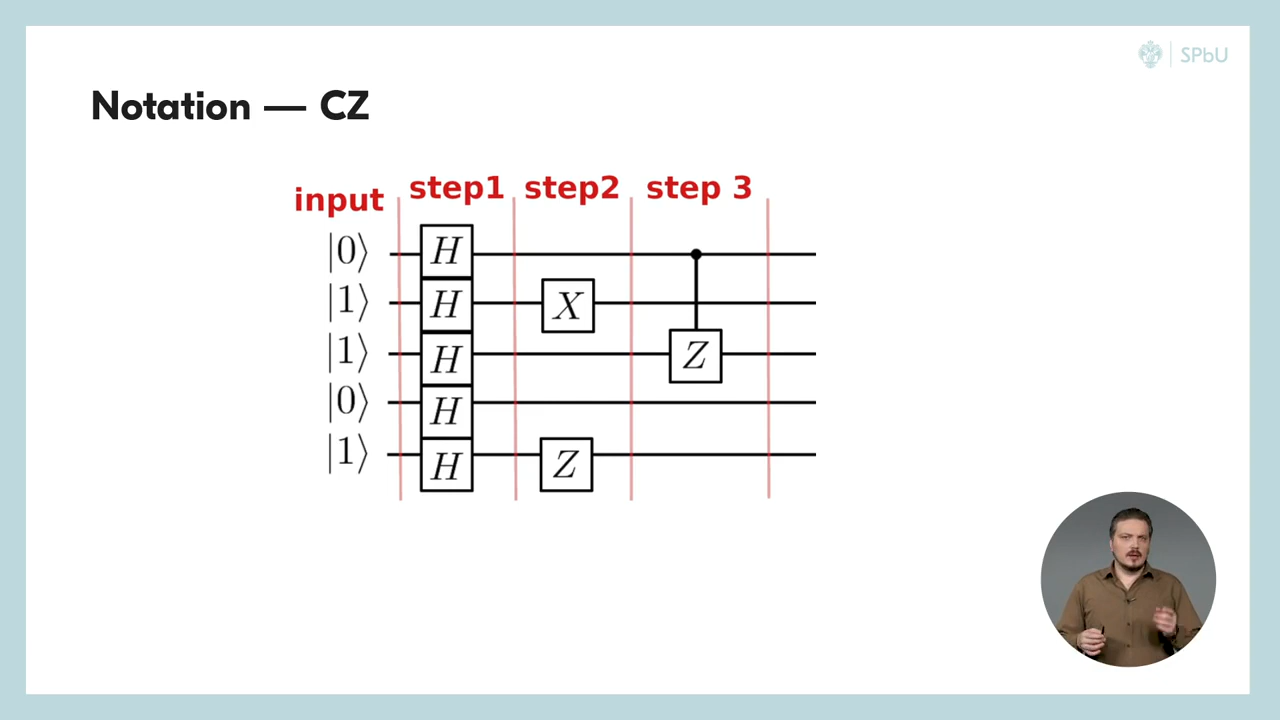 SPbU
Notation — CZ
input step1 step2 step 3
|0⟩ H
|1⟩ H X
|1⟩ H Z
|0⟩ H
|1⟩ H Z